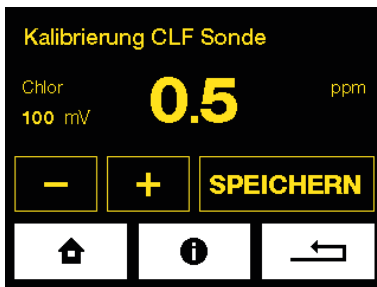 Kalibrierung CLF Sonde
Chlor 0.5 ppm
100 mV
− + SPEICHERN